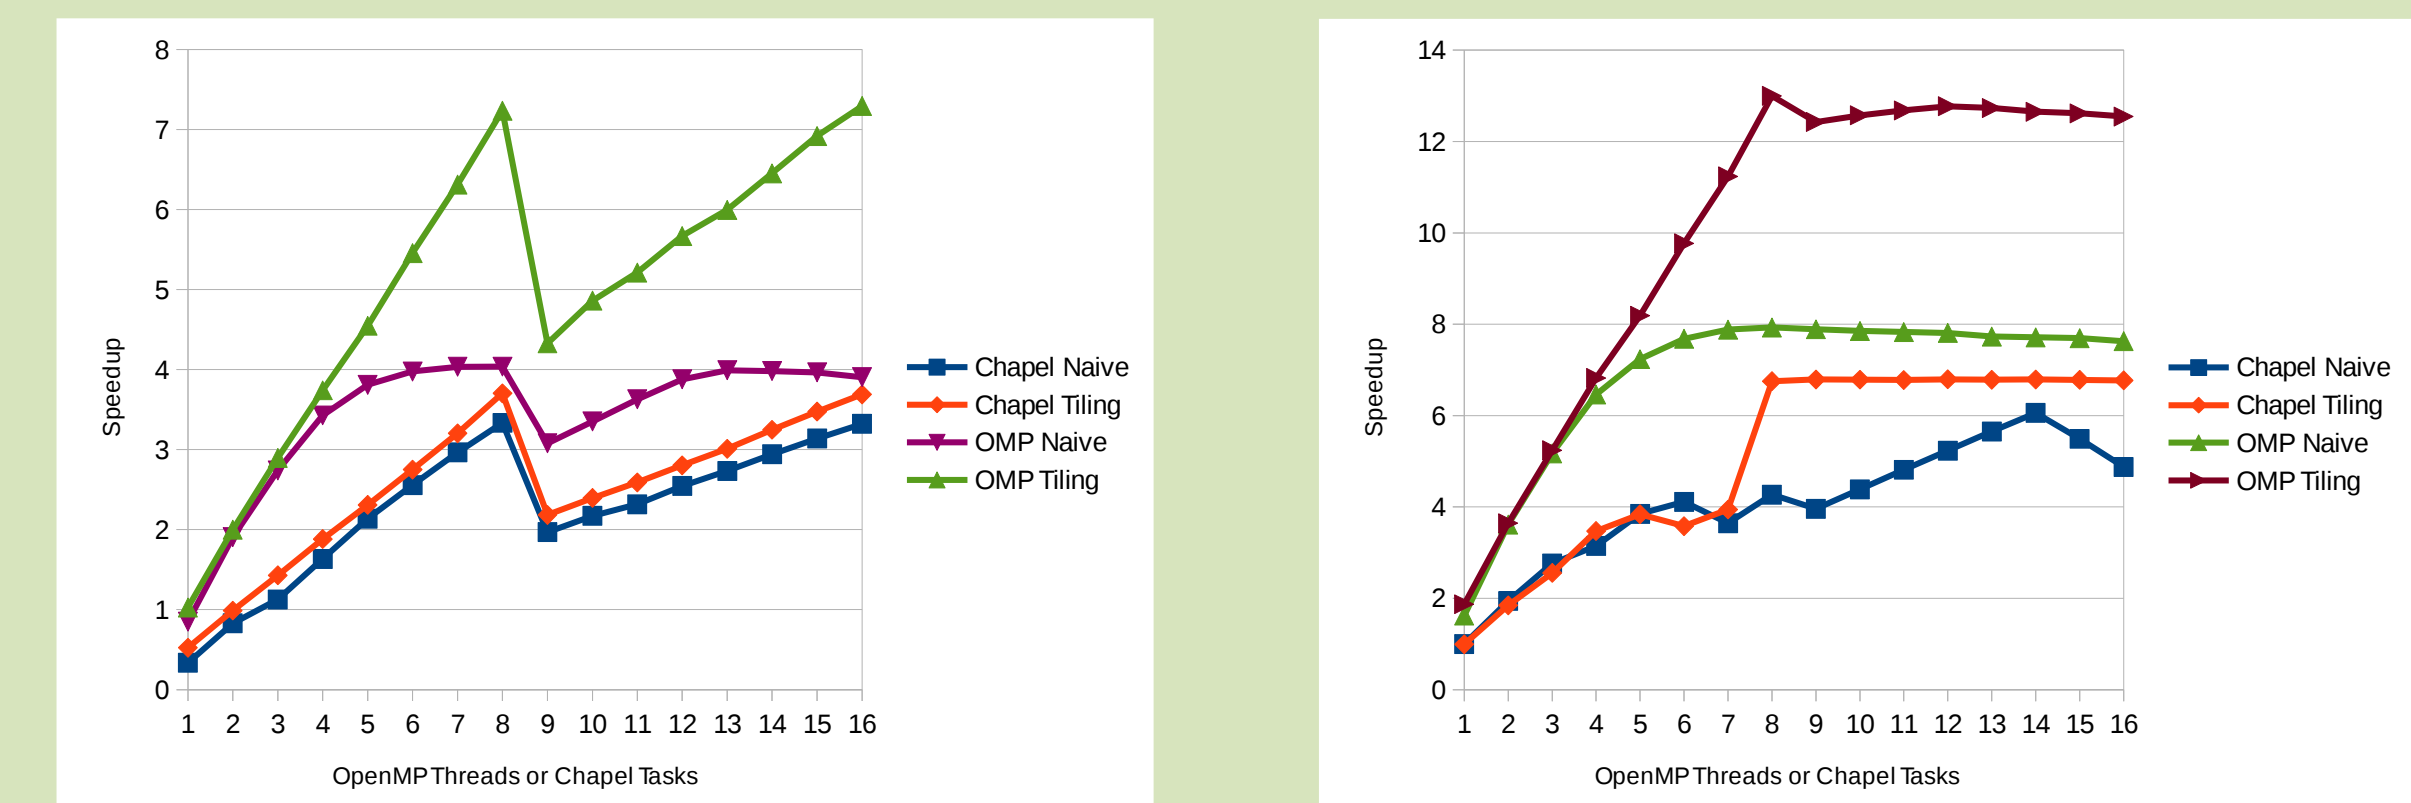 8
7
6
5
4
3
2
1
0
Speedup
1 2 3 4 5 6 7 8 9 10 11 12 13 14 15 16
OpenMP Threads or Chapel Tasks
Chapel Naive
Chapel Tiling
OMP Naive
OMP Tiling
14
12
10
8
6
4
2
0
Speedup
1 2 3 4 5 6 7 8 9 10 11 12 13 14 15 16
OpenMP Threads or Chapel Tasks
Chapel Naive
Chapel Tiling
OMP Naive
OMP Tiling